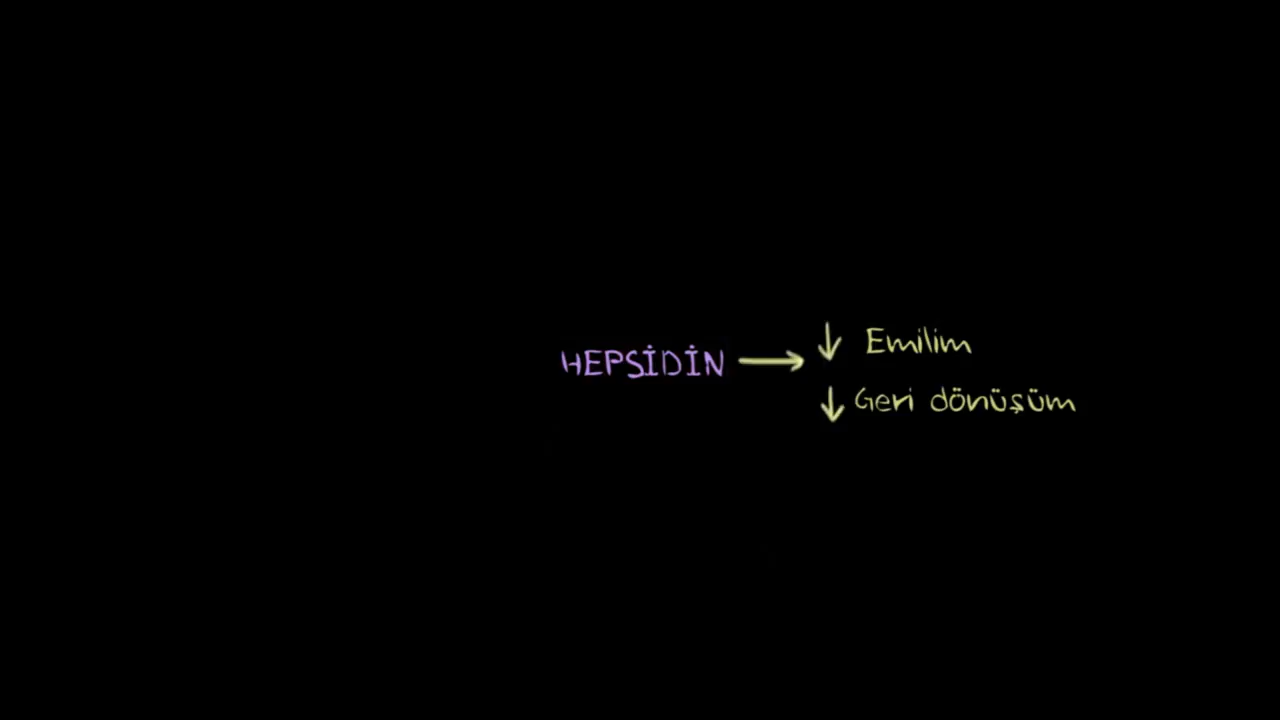 HEPSİDİN → ↓ Emilim
↓ Geri dönüşüm